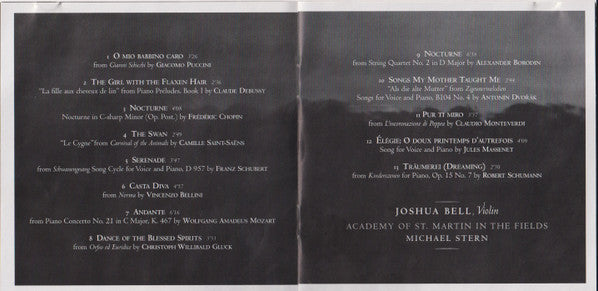 1 O MIO BABBINO CARO 3'26
from Gianni Schicchi by GIACOMO PUCCINI
2 THE GIRL WITH THE FLAXEN HAIR 2'36
"La fille aux cheveux de lin" from Piano Préludes, Book I by CLAUDE DEBUSSY
3 NOCTURNE 4'08
Nocturne in C-sharp Minor (Op. Post.) by FRÉDÉRIC CHOPIN
4 THE SWAN 2'49
"Le Cygne" from Carnival of the Animals by CAMILLE SAINT-SAËNS
5 SERENADE 3'47
from Schwanengesang Song Cycle for Voice and Piano, D 957 by FRANZ SCHUBERT
6 CASTA DIVA 4'57
from Norma by VINCENZO BELLINI
7 ANDANTE 6'16
from Piano Concerto No. 21 in C Major, K. 467 by WOLFGANG AMADEUS MOZART
8 DANCE OF THE BLESSED SPIRITS
from Orfeo ed Euridice by CHRISTOPH WILLIBALD GLUCK
9 NOCTURNE
from String Quartet No. 2 in D Major by ALEXANDER BORODIN
10 SONGS MY MOTHER TAUGHT ME 2'44
"Als die alte Mutter" from Zigeunermelodien
Songs for Voice and Piano, B104 No. 4 by ANTONÍN DVOŘÁK
11 PUR TI MIRO
from L'incoronazione di Poppea by CLAUDIO MONTEVERDI
12 ÉLÉGIE: O DOUX PRINTEMPS D'AUTREFOIS 4'09
Song for Voice and Piano by JULES MASSENET
13 TRÄUMEREI (DREAMING) 2'50
from Kinderszenen for Piano, Op. 15 No. 7 by ROBERT SCHUMANN
JOSHUA BELL, Violin
ACADEMY OF ST. MARTIN IN THE FIELDS
MICHAEL STERN